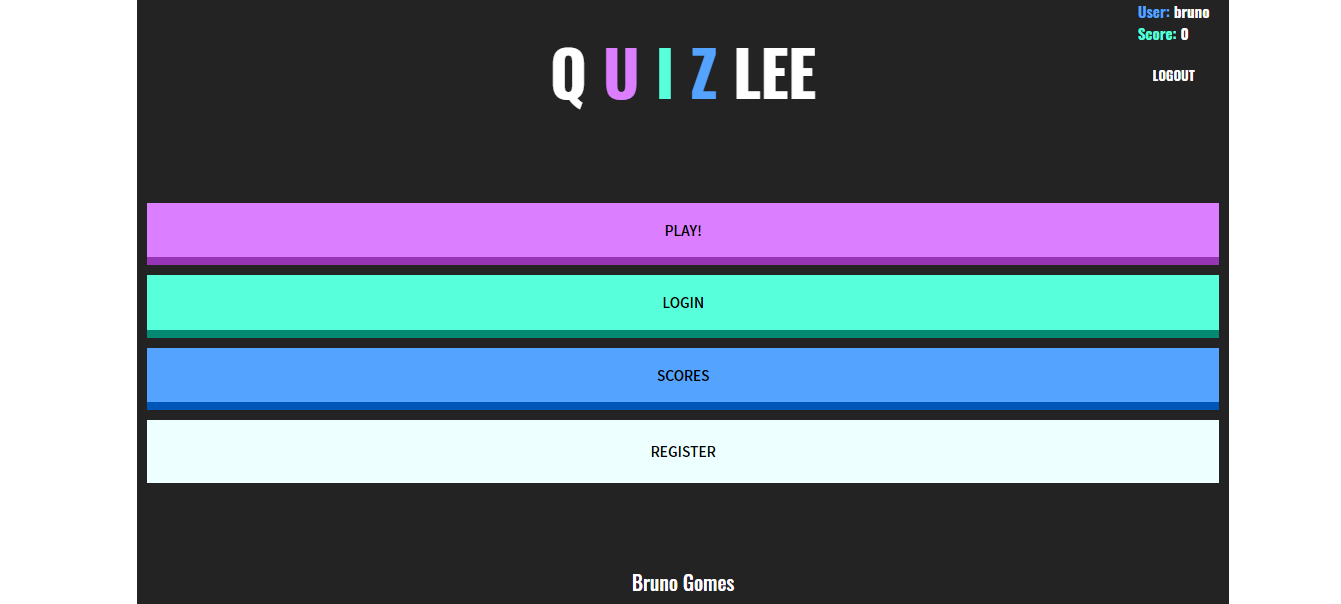 User: bruno
Score: 0
LOGOUT
Q U I Z LEE
PLAY!
LOGIN
SCORES
REGISTER
Bruno Gomes